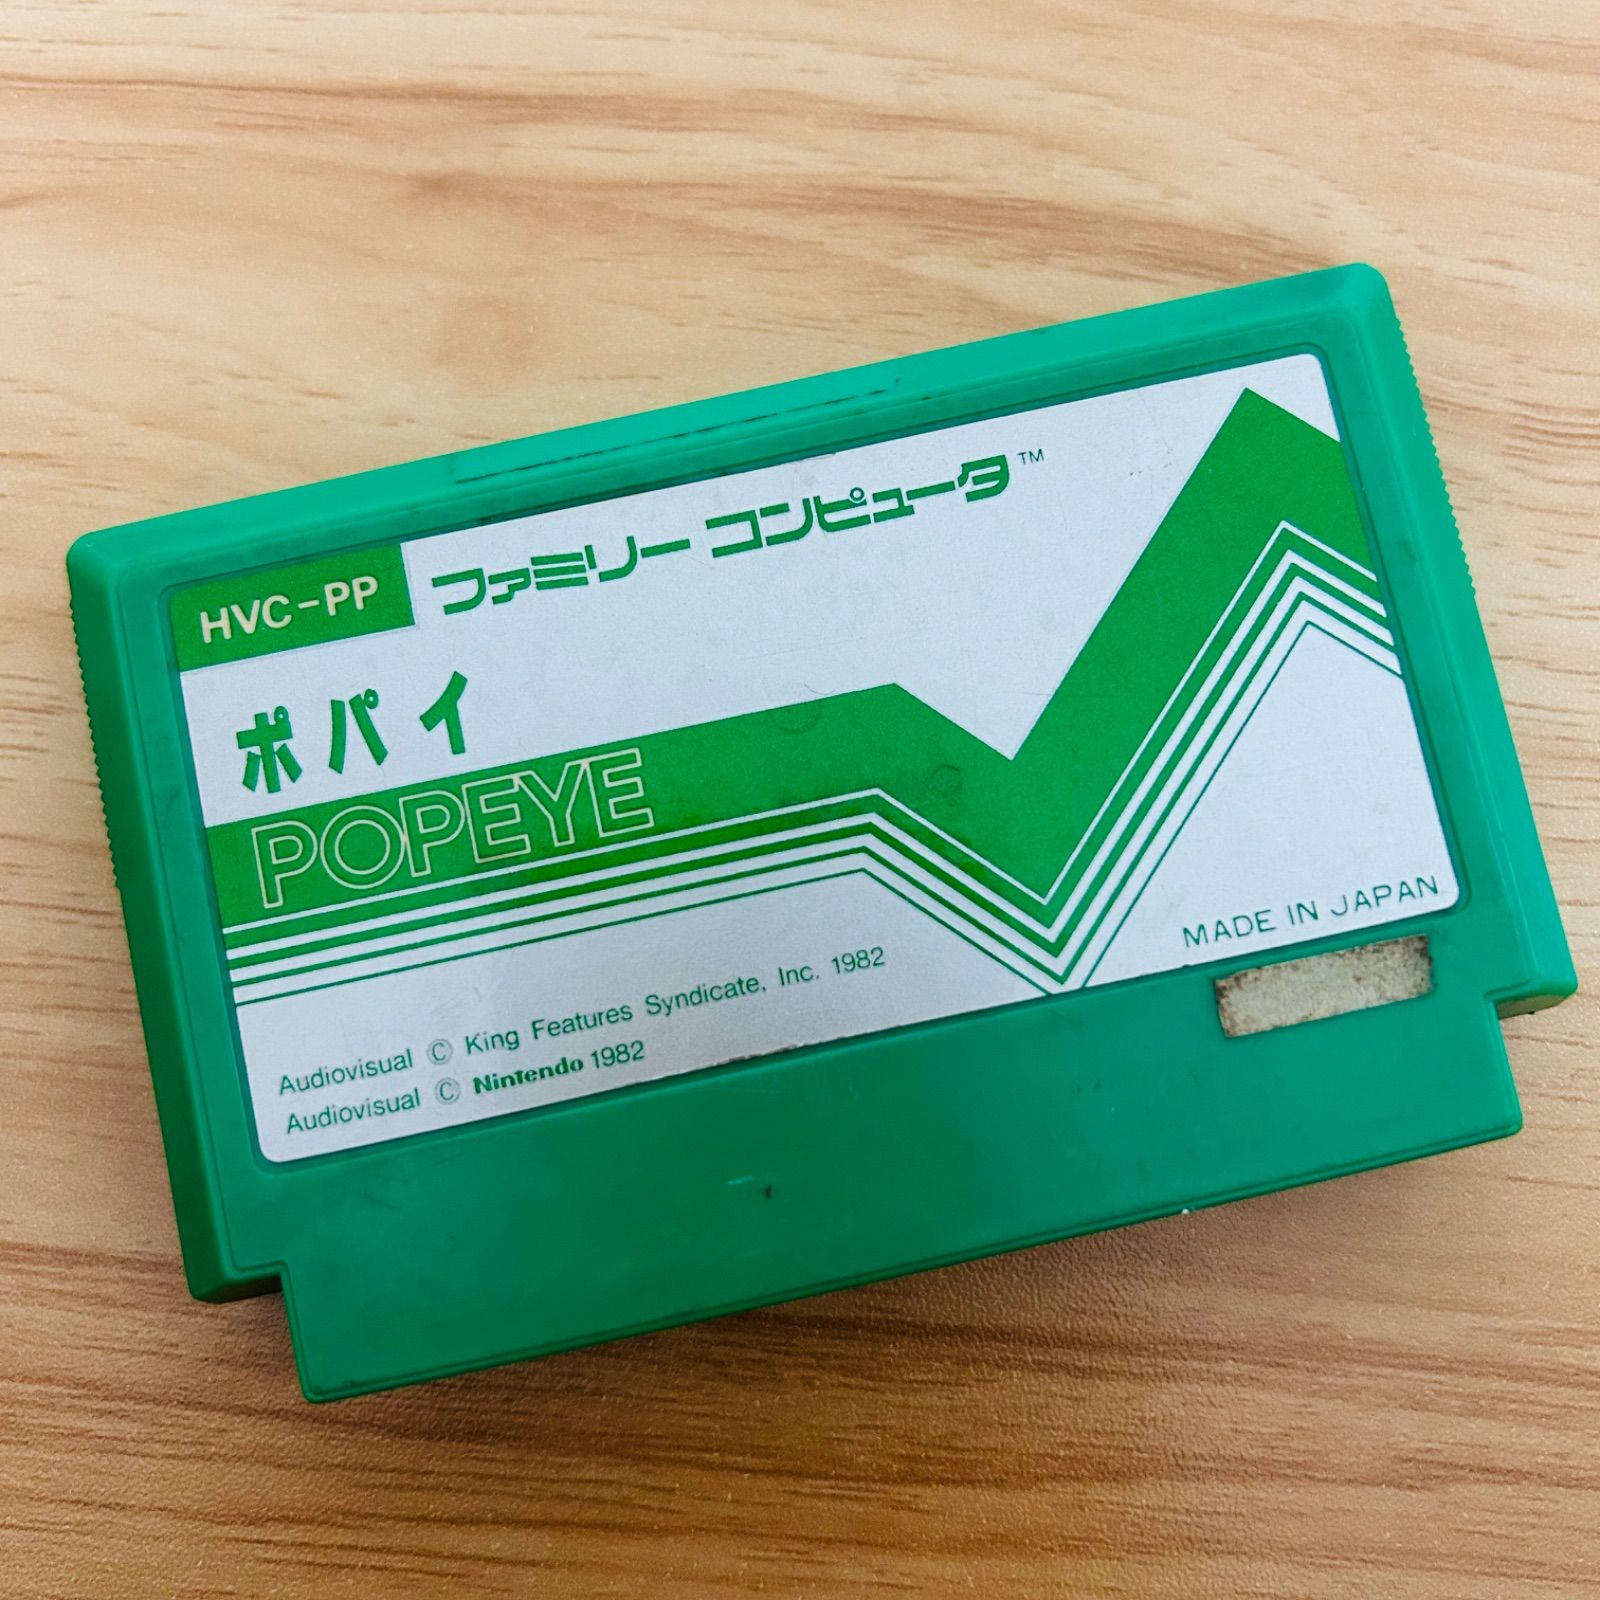 HVC-PP
ファミリー コンピュータ™
ポパイ
POPEYE
MADE IN JAPAN
Audiovisual © King Features Syndicate, Inc. 1982
Audiovisual © Nintendo 1982